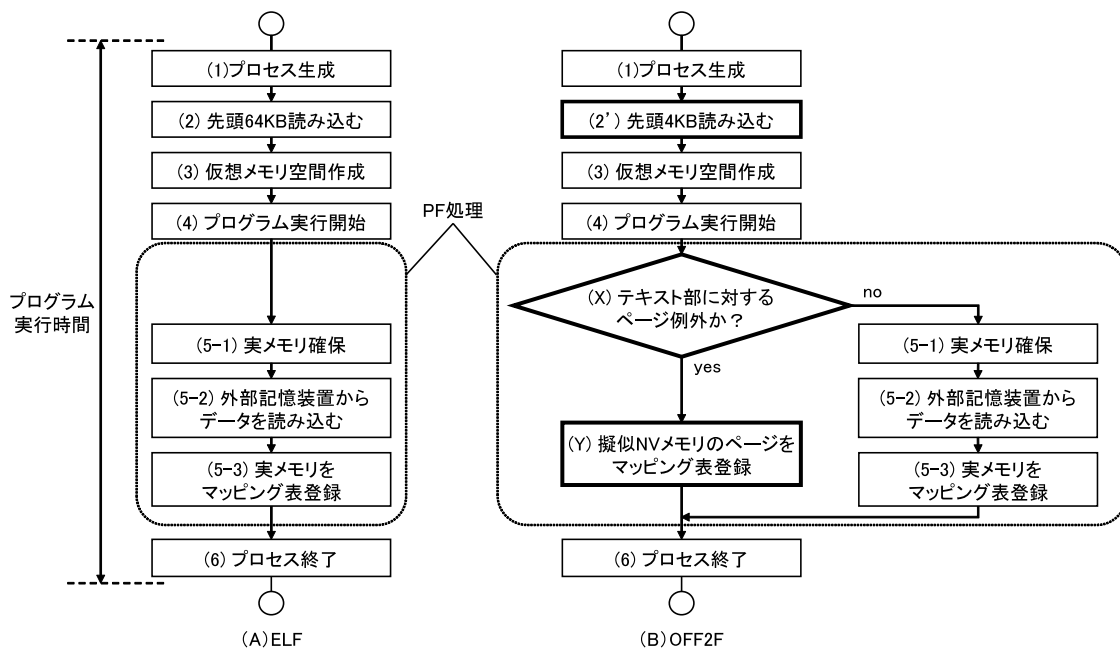 プログラム
実行時間
(1)プロセス生成
(2) 先頭64KB読み込む
(3) 仮想メモリ空間作成
(4) プログラム実行開始
(5-1) 実メモリ確保
(5-2) 外部記憶装置から
データを読み込む
(5-3) 実メモリを
マッピング表登録
(6) プロセス終了
(A)ELF
PF処理
(1)プロセス生成
(2') 先頭4KB読み込む
(3) 仮想メモリ空間作成
(4) プログラム実行開始
(X) テキスト部に対する
ページ例外か?
no
yes
(Y) 擬似NVメモリのページを
マッピング表登録
(5-1) 実メモリ確保
(5-2) 外部記憶装置から
データを読み込む
(5-3) 実メモリを
マッピング表登録
(6) プロセス終了
(B)OFF2F